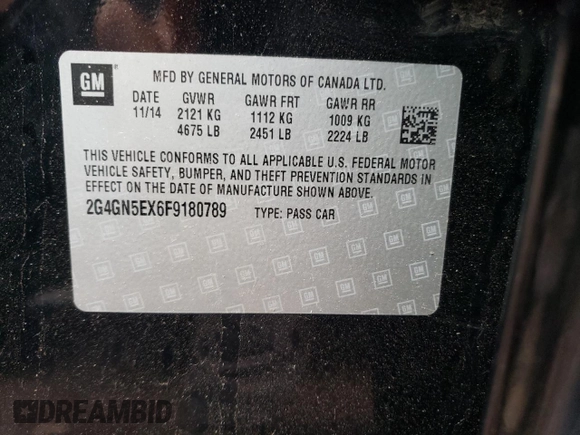 GM
MFD BY GENERAL MOTORS OF CANADA LTD.
DATE GVWR GAWR FRT GAWR RR
11/14 2121 KG 1112 KG 1009 KG
4675 LB 2451 LB 2224 LB
THIS VEHICLE CONFORMS TO ALL APPLICABLE U.S. FEDERAL MOTOR
VEHICLE SAFETY, BUMPER, AND THEFT PREVENTION STANDARDS IN
EFFECT ON THE DATE OF MANUFACTURE SHOWN ABOVE.
2G4GN5EX6F9180789 TYPE: PASS CAR
DREAMBID